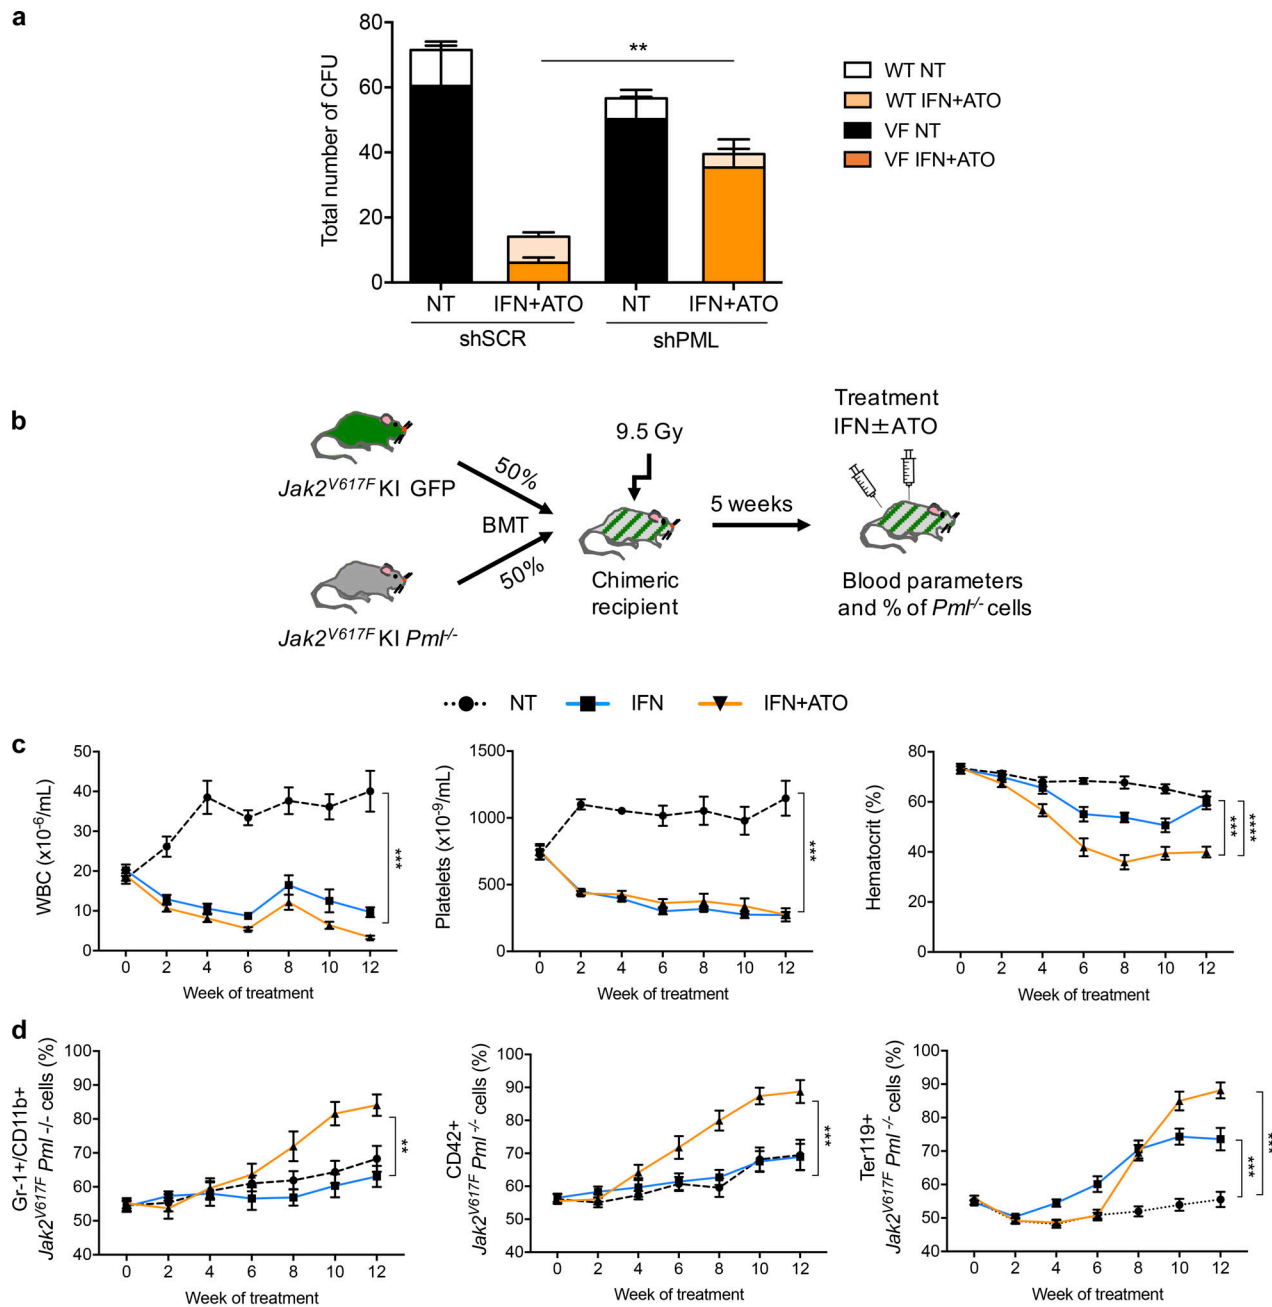 a
Total number of CFU
80
60
40
20
0
**
NT
IFN+ATO
NT
IFN+ATO
shSCR
shPML
WT NT
WT IFN+ATO
VF NT
VF IFN+ATO
b
Jak2V617F KI GFP
Jak2V617F KI Pml-/-
50%
BMT
50%
9.5 Gy
Chimeric
recipient
5 weeks
Treatment
IFN±ATO
Blood parameters
and % of Pml-/- cells
NT
IFN
IFN+ATO
c
WBC (x10-6/mL)
50
40
30
20
10
0
0 2 4 6 8 10 12
Week of treatment
***
Platelets (x10-9/mL)
1500
1000
500
0
0 2 4 6 8 10 12
Week of treatment
***
Hematocrit (%)
80
60
40
20
0
0 2 4 6 8 10 12
Week of treatment
***
****
d
Gr-1+/CD11b+
Jak2V617F Pml -/- cells (%)
100
90
80
70
60
50
40
0 2 4 6 8 10 12
Week of treatment
**
CD42+
Jak2V617F Pml -/- cells (%)
100
90
80
70
60
50
40
0 2 4 6 8 10 12
Week of treatment
***
Ter119+
Jak2V617F Pml -/- cells (%)
100
90
80
70
60
50
40
0 2 4 6 8 10 12
Week of treatment
***
***